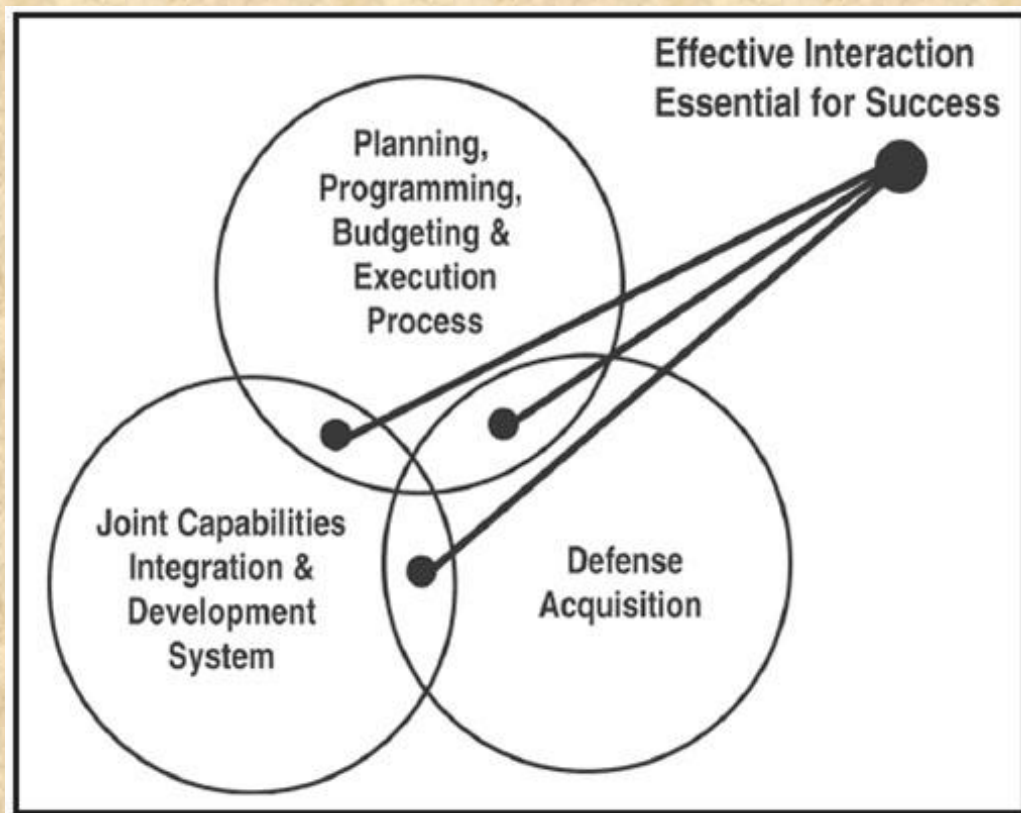 Effective Interaction
Essential for Success
Planning,
Programming,
Budgeting &
Execution
Process
Joint Capabilities
Integration &
Development
System
Defense
Acquisition